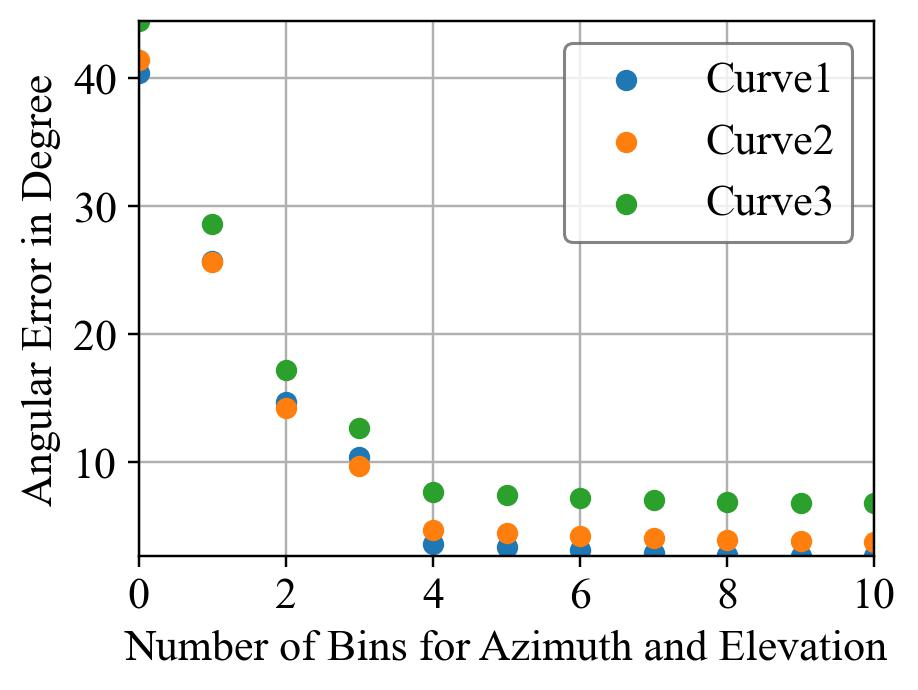 40
30
20
10
0
2
4
6
8
10
Angular Error in Degree
Number of Bins for Azimuth and Elevation
Curve1
Curve2
Curve3